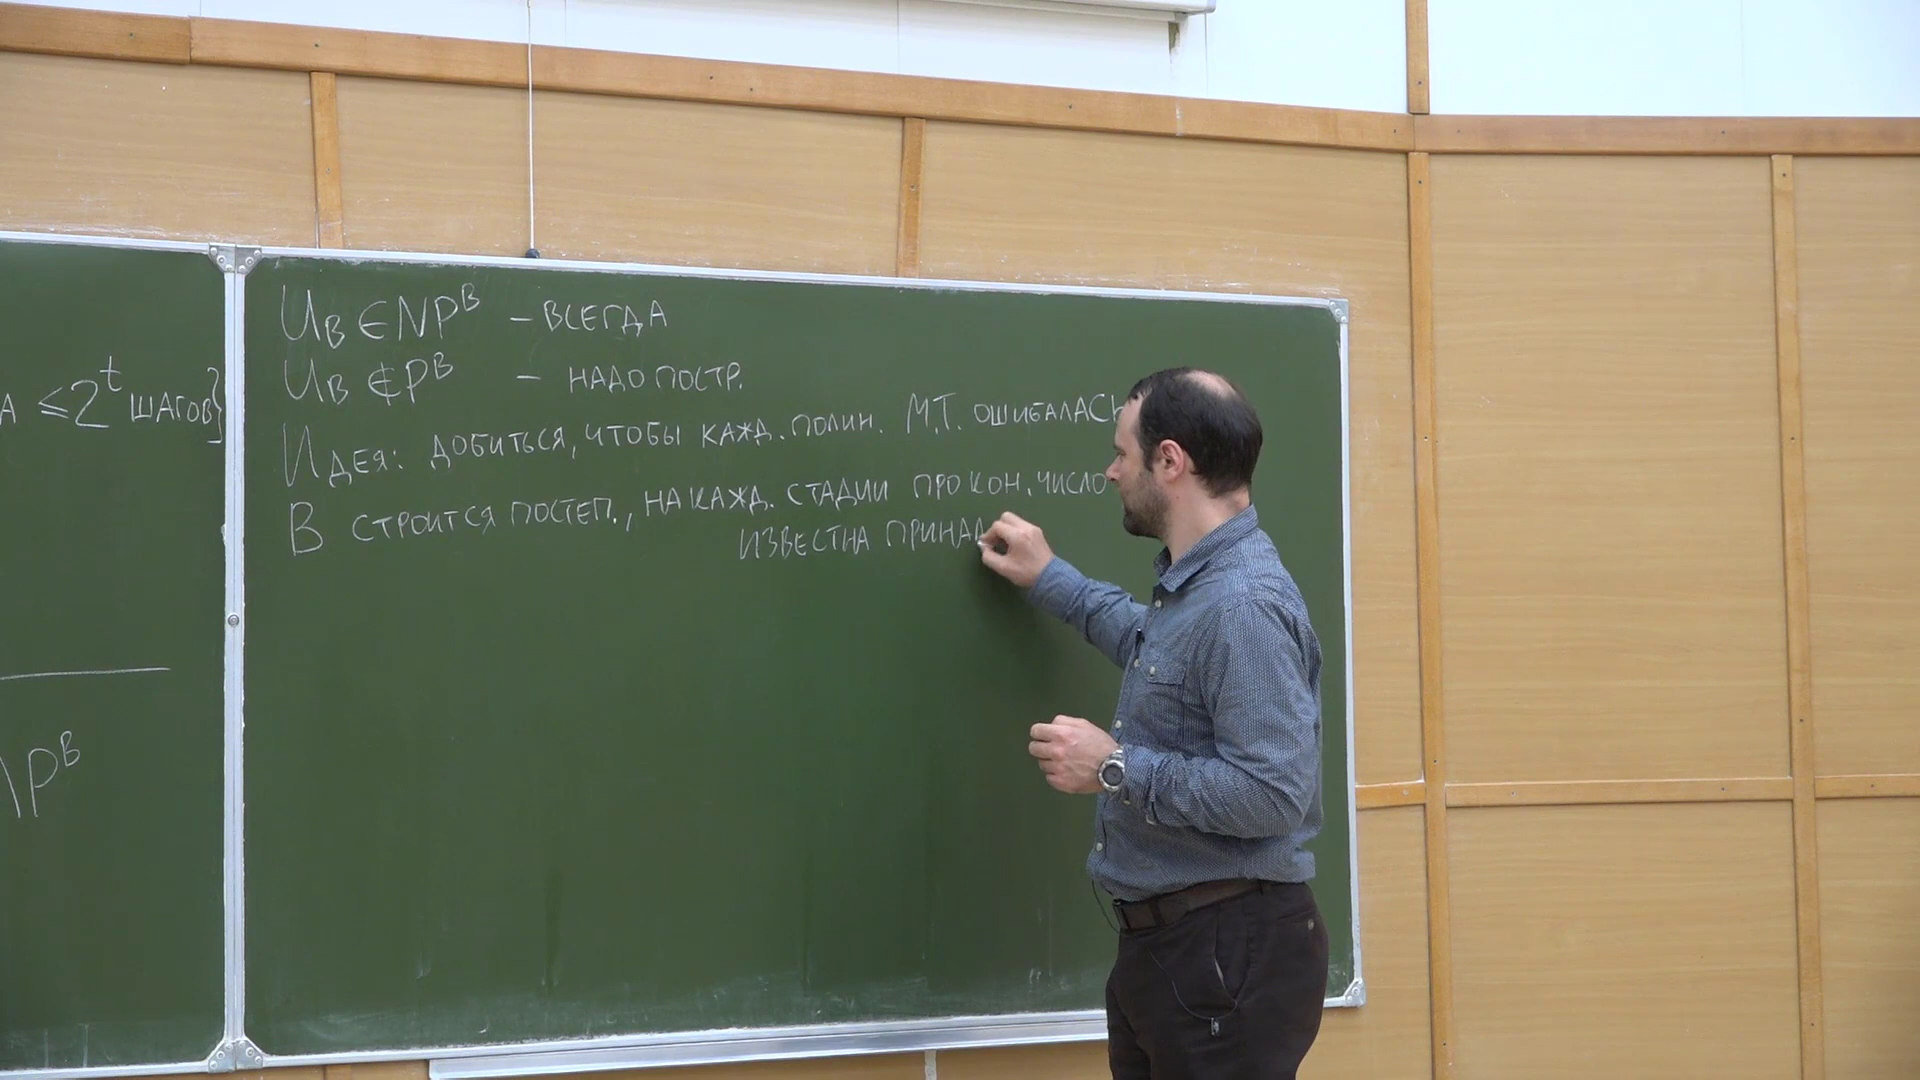 А ≤2^t ШАГОВ}
\P^B
U_B ∈ NP^B – ВСЕГДА
U_B ∉ P^B – НАДО ПОСТР.
ИДЕЯ: ДОБИТЬСЯ, ЧТОБЫ КАЖД. ПОЛИН. М.Т. ОШИБАЛАСЬ
B СТРОИТСЯ ПОСТЕП., НА КАЖД. СТАДИИ ПРО КОН. ЧИСЛО
ИЗВЕСТНА ПРИНАД